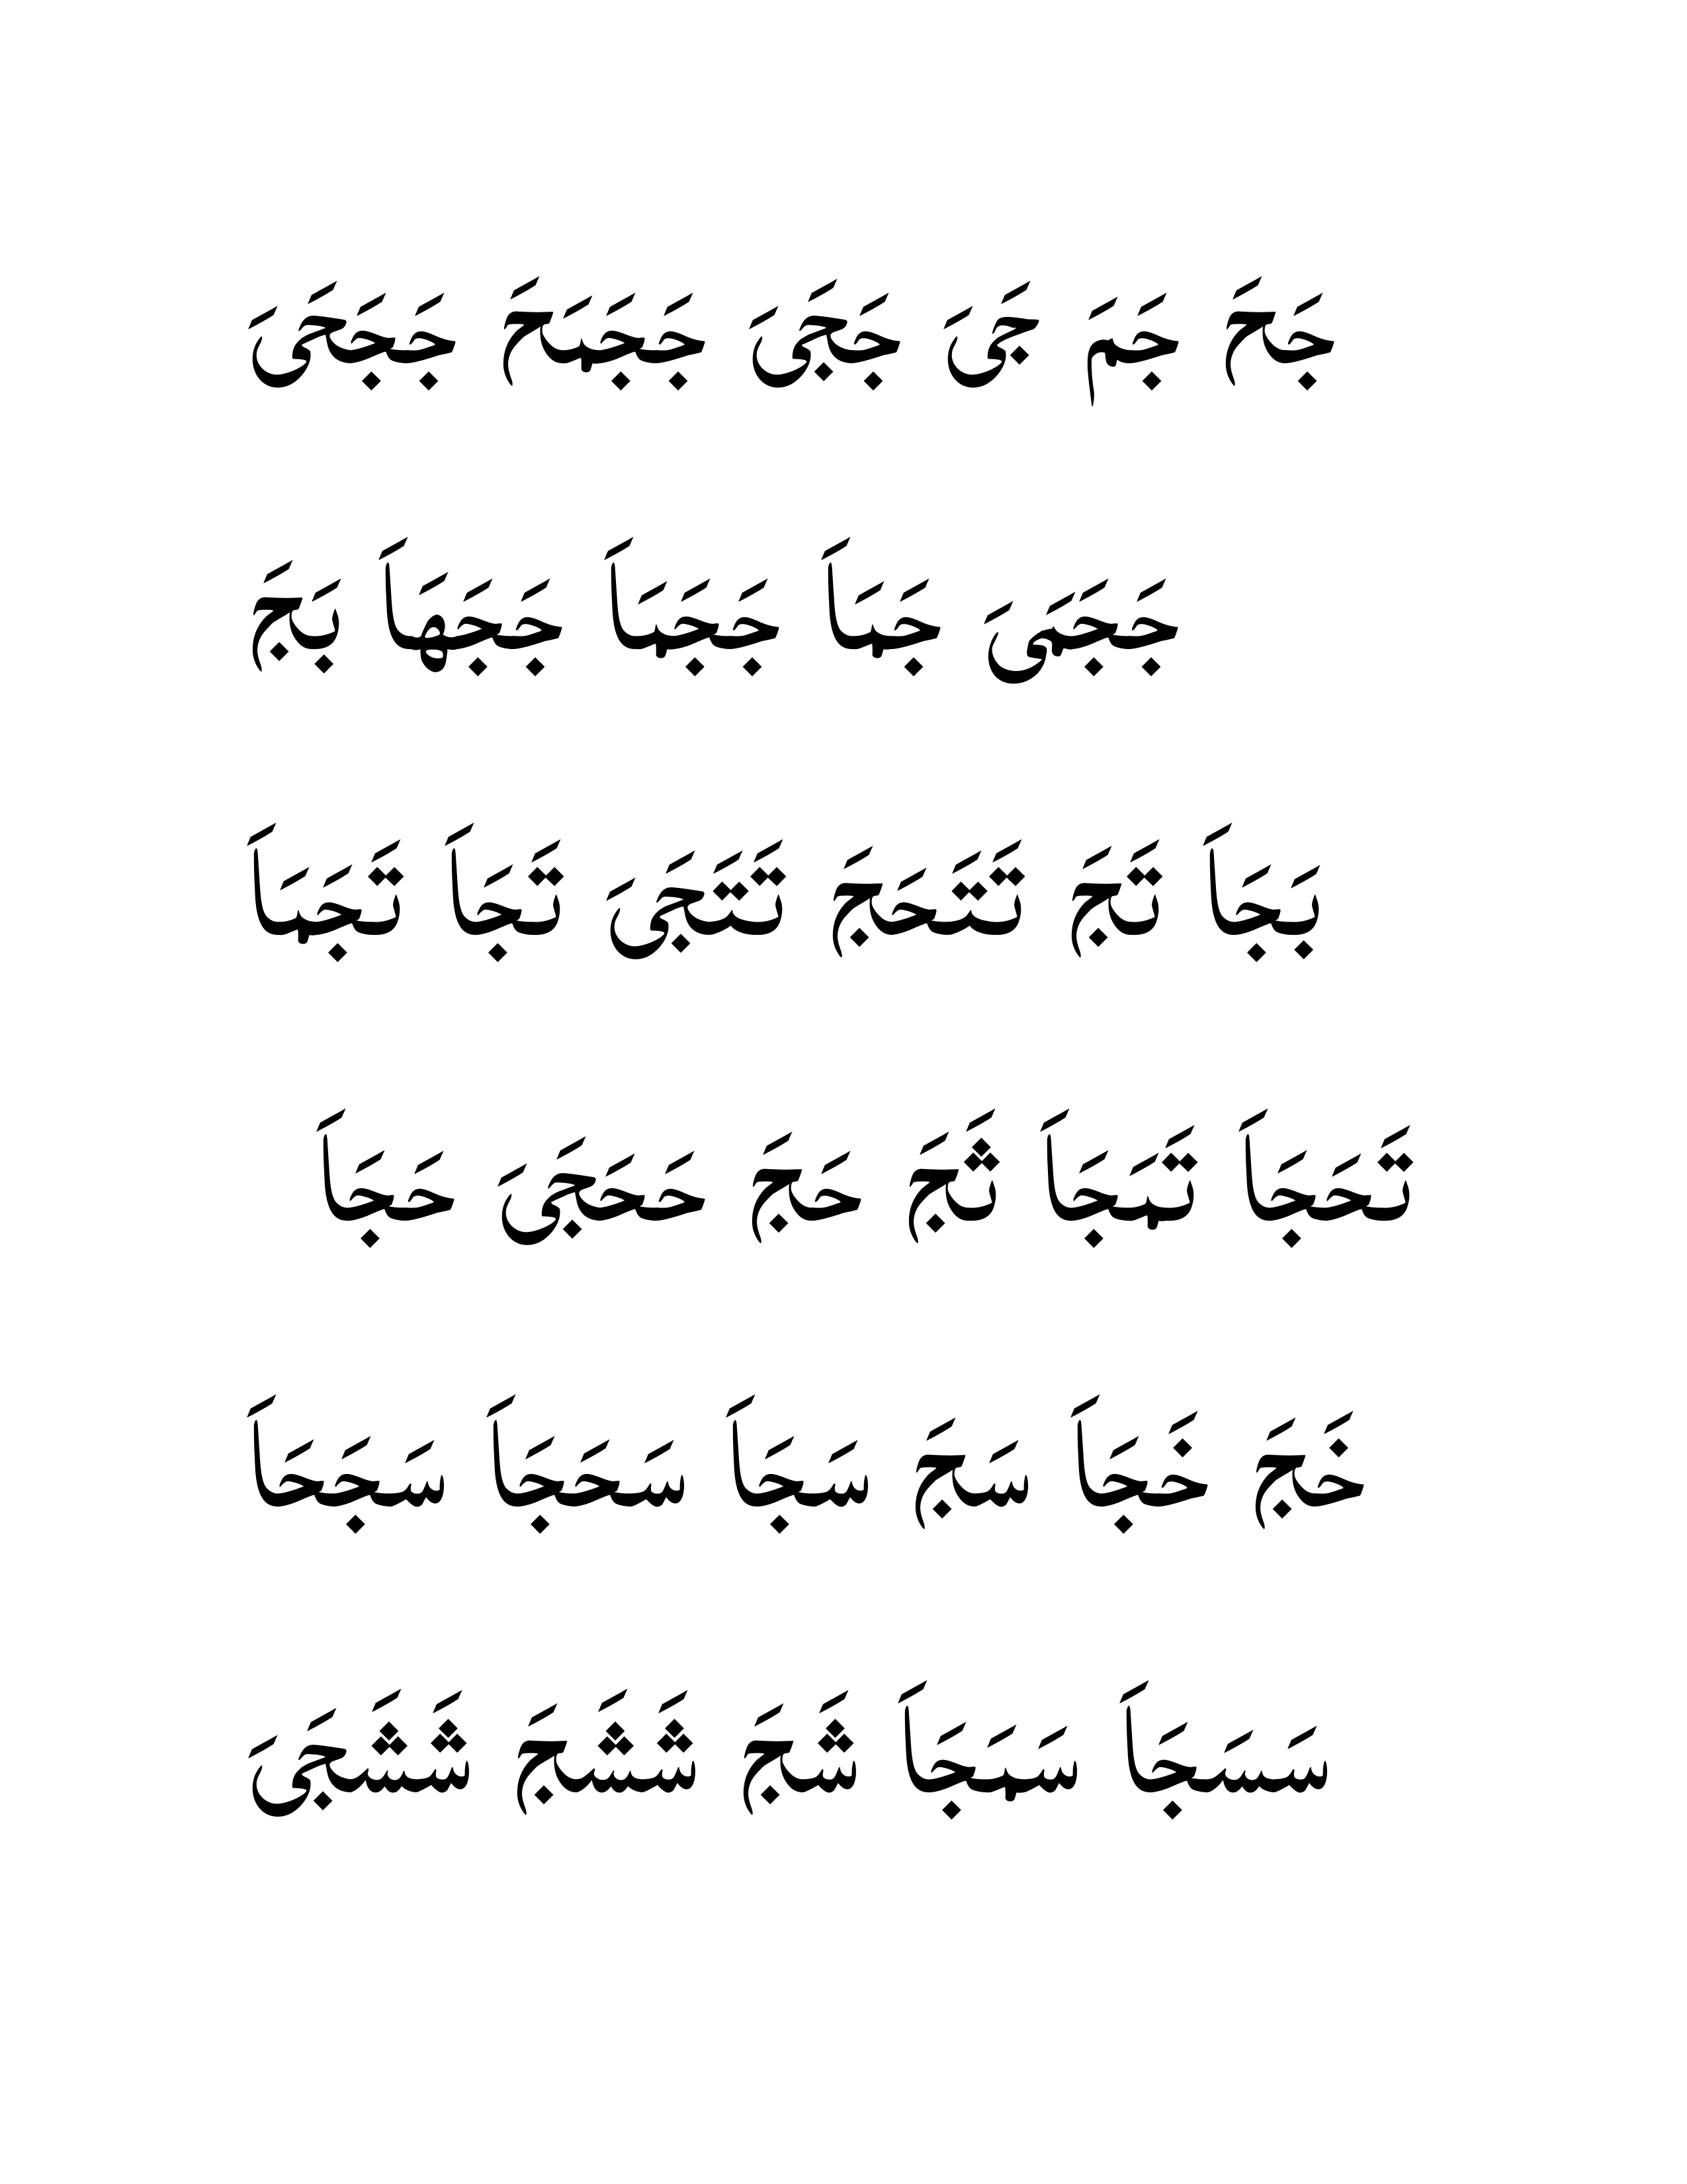 جَحَ جَمَ جَىَ جَجَىَ جَجَمَحَ جَجَحَىَ
جَجَمَىَ جَمَاَ جَجَمَاَ جَجَهَاَ بَجَ
بَجَاَ تَجَ تَتَحَجَ تَتَجَىَ تَجَاَ تَجَمَاَ
تَحَجَاَ تَمَجَاَ ثَجَ حَجَ حَحَجَىَ حَجَاَ
خَجَ خَجَاَ سَجَ سَجَاَ سَحَجَاَ سَجَحَاَ
سَسَجَاَ سَمَجَاَ شَجَ شَشَجَ شَشَجَىَ